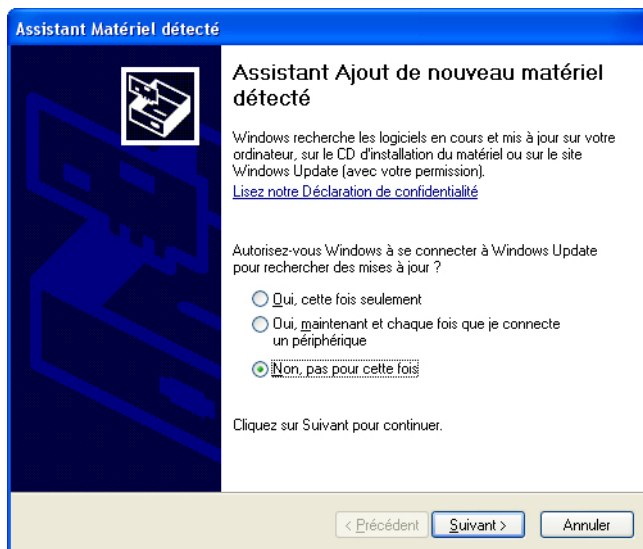 Assistant Matériel détecté
Assistant Ajout de nouveau matériel
détecté
Windows recherche les logiciels en cours et mis à jour sur votre
ordinateur, sur le CD d'installation du matériel ou sur le site
Windows Update (avec votre permission).
Lisez notre Déclaration de confidentialité
Autorisez-vous Windows à se connecter à Windows Update
pour rechercher des mises à jour ?
Oui, cette fois seulement
Oui, maintenant et chaque fois que je connecte
un périphérique
Non, pas pour cette fois
Cliquez sur Suivant pour continuer.
< Précédent Suivant > Annuler